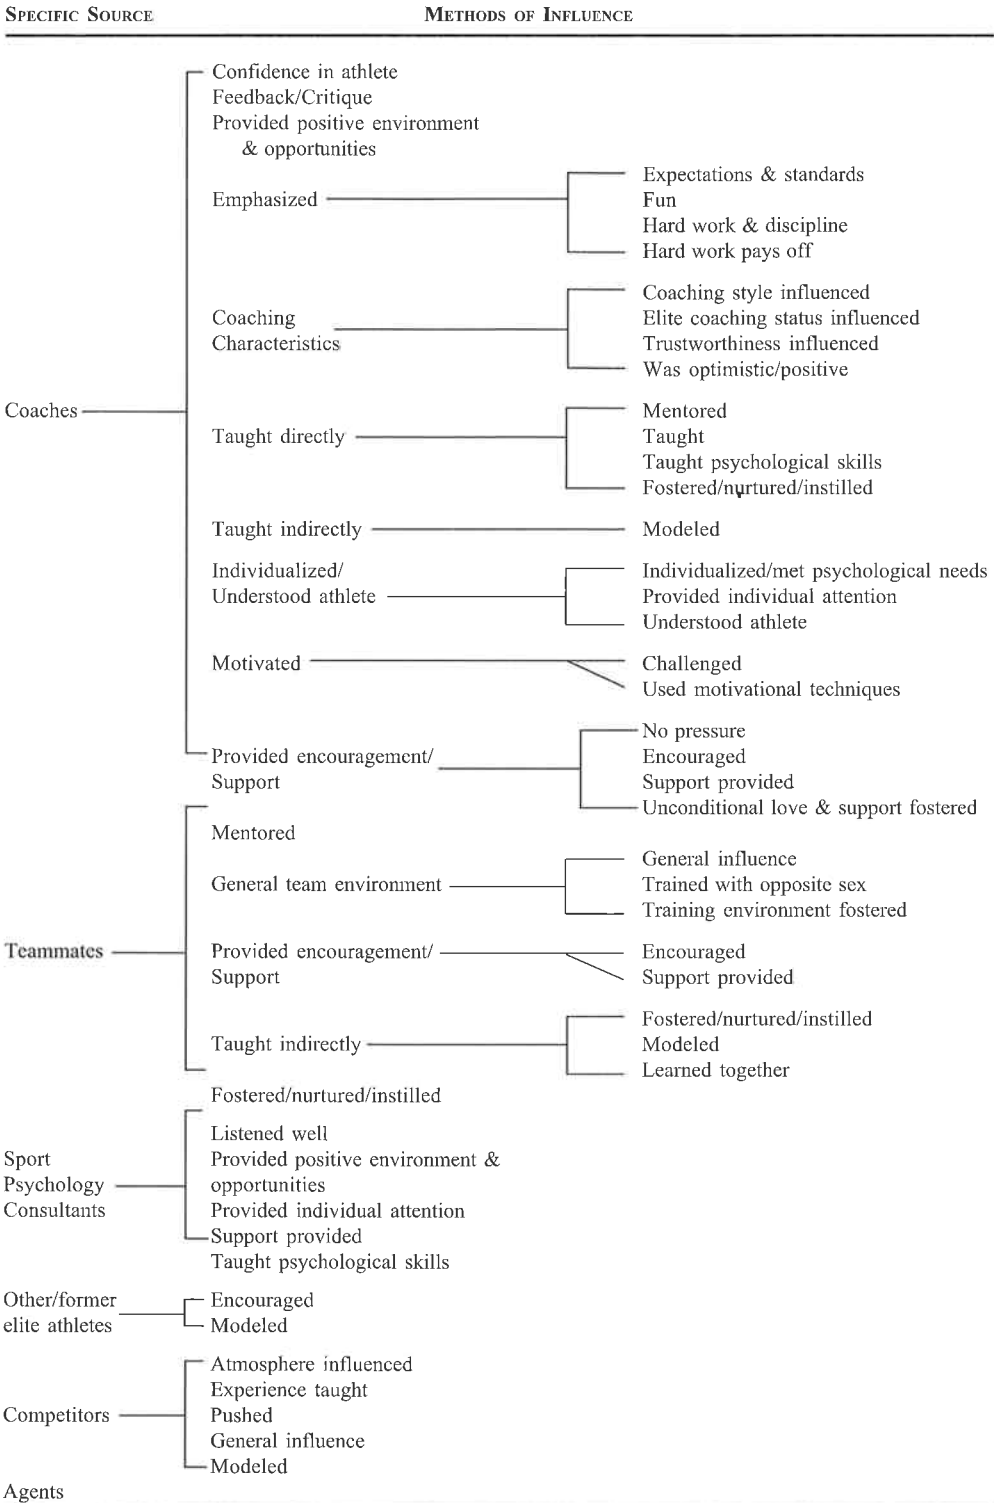 SPECIFIC SOURCE METHODS OF INFLUENCE
Confidence in athlete
Feedback/Critique
Provided positive environment
& opportunities
Expectations & standards
Emphasized
Fun
Hard work & discipline
Hard work pays off
Coaching style influenced
Coaching
Elite coaching status influenced
Characteristics
Trustworthiness influenced
Was optimistic/positive
Coaches
Mentored
Taught directly
Taught
Taught psychological skills
Fostered/nurtured/instilled
Taught indirectly
Modeled
Individualized/
Individualized/met psychological needs
Understood athlete
Provided individual attention
Understood athlete
Motivated
Challenged
Used motivational techniques
No pressure
Provided encouragement/
Encouraged
Support
Support provided
Unconditional love & support fostered
Mentored
General influence
General team environment
Trained with opposite sex
Training environment fostered
Teammates
Provided encouragement/
Encouraged
Support
Support provided
Fostered/nurtured/instilled
Taught indirectly
Modeled
Learned together
Fostered/nurtured/instilled
Listened well
Sport
Provided positive environment &
Psychology
opportunities
Consultants
Provided individual attention
Support provided
Taught psychological skills
Other/former
Encouraged
elite athletes
Modeled
Atmosphere influenced
Experience taught
Competitors
Pushed
General influence
Modeled
Agents